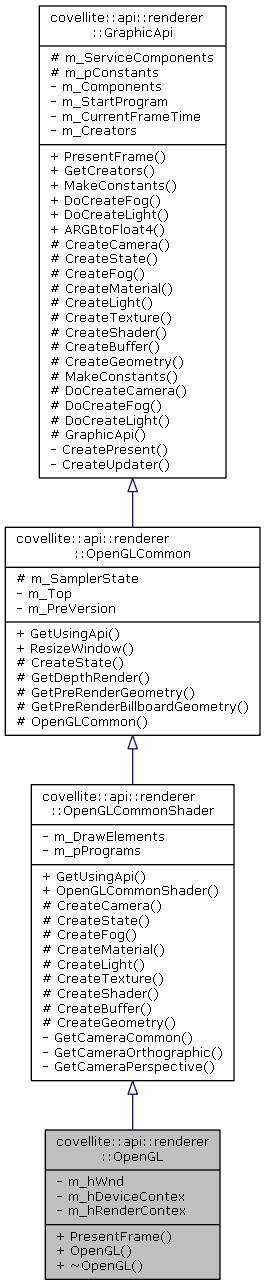 covellite::api::renderer
::GraphicApi
# m_ServiceComponents
# m_pConstants
- m_Components
- m_StartProgram
- m_CurrentFrameTime
- m_Creators
+ PresentFrame()
+ GetCreators()
+ MakeConstants()
+ DoCreateFog()
+ DoCreateLight()
+ ARGBtoFloat4()
# CreateCamera()
# CreateState()
# CreateFog()
# CreateMaterial()
# CreateLight()
# CreateTexture()
# CreateShader()
# CreateBuffer()
# CreateGeometry()
# MakeConstants()
# DoCreateCamera()
# DoCreateFog()
# DoCreateLight()
# GraphicApi()
- CreatePresent()
- CreateUpdater()
covellite::api::renderer
::OpenGLCommon
# m_SamplerState
- m_Top
- m_PreVersion
+ GetUsingApi()
+ ResizeWindow()
# CreateState()
# GetDepthRender()
# GetPreRenderGeometry()
# GetPreRenderBillboardGeometry()
# OpenGLCommon()
covellite::api::renderer
::OpenGLCommonShader
- m_DrawElements
- m_pPrograms
+ GetUsingApi()
+ OpenGLCommonShader()
# CreateCamera()
# CreateState()
# CreateFog()
# CreateMaterial()
# CreateLight()
# CreateTexture()
# CreateShader()
# CreateBuffer()
# CreateGeometry()
- GetCameraCommon()
- GetCameraOrthographic()
- GetCameraPerspective()
covellite::api::renderer
::OpenGL
- m_hWnd
- m_hDeviceContex
- m_hRenderContex
+ PresentFrame()
+ OpenGL()
+ ~OpenGL()